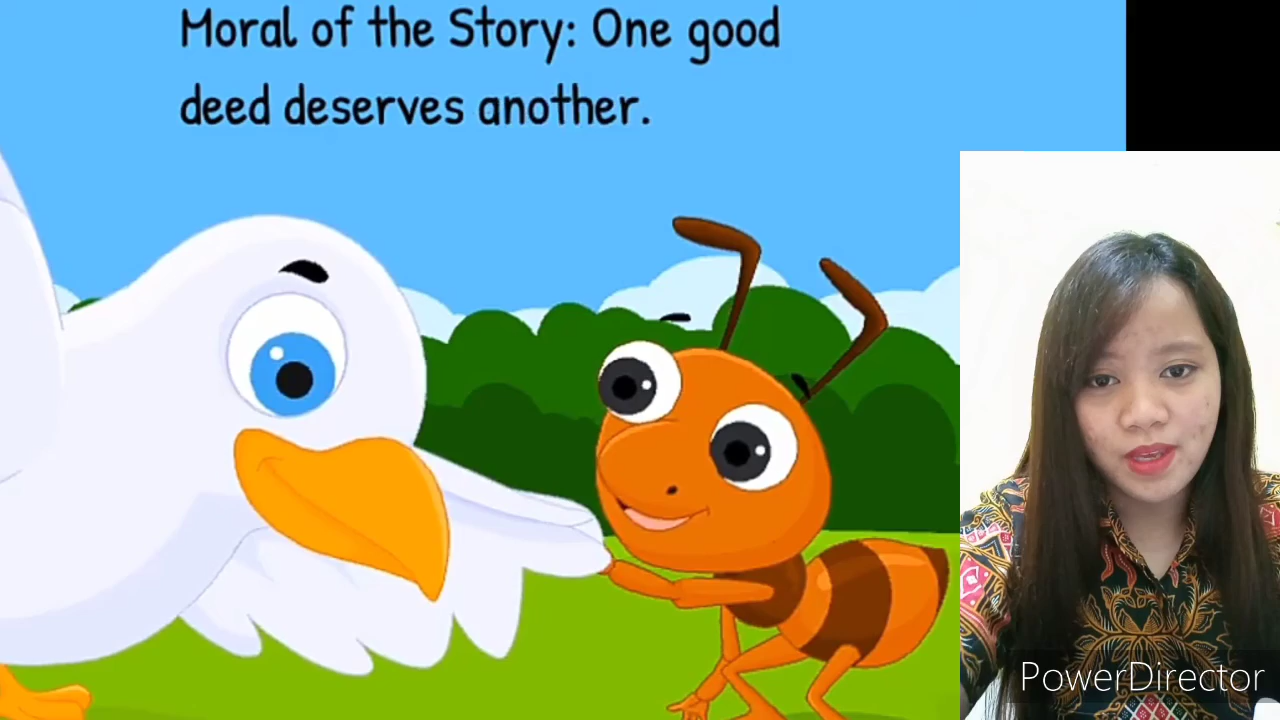 Moral of the Story: One good
deed deserves another.
PowerDirector